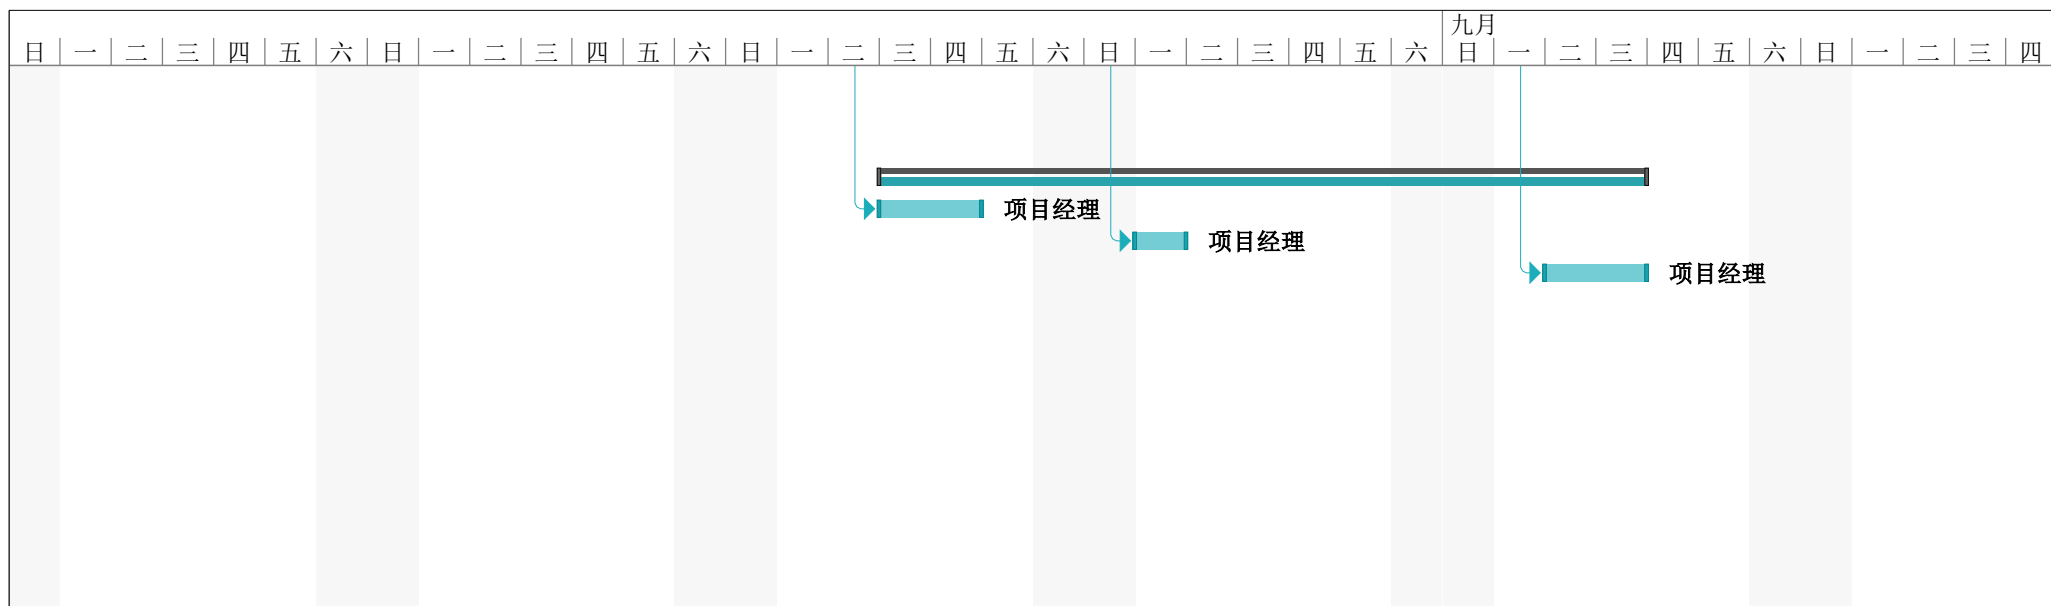 九月
日 一 二 三 四 五 六 日 一 二 三 四 五 六 日 一 二 三 四 五 六 日 一 二 三 四 五 六 日 一 二 三 四 五 六 日 一 二 三 四
项目经理
项目经理
项目经理